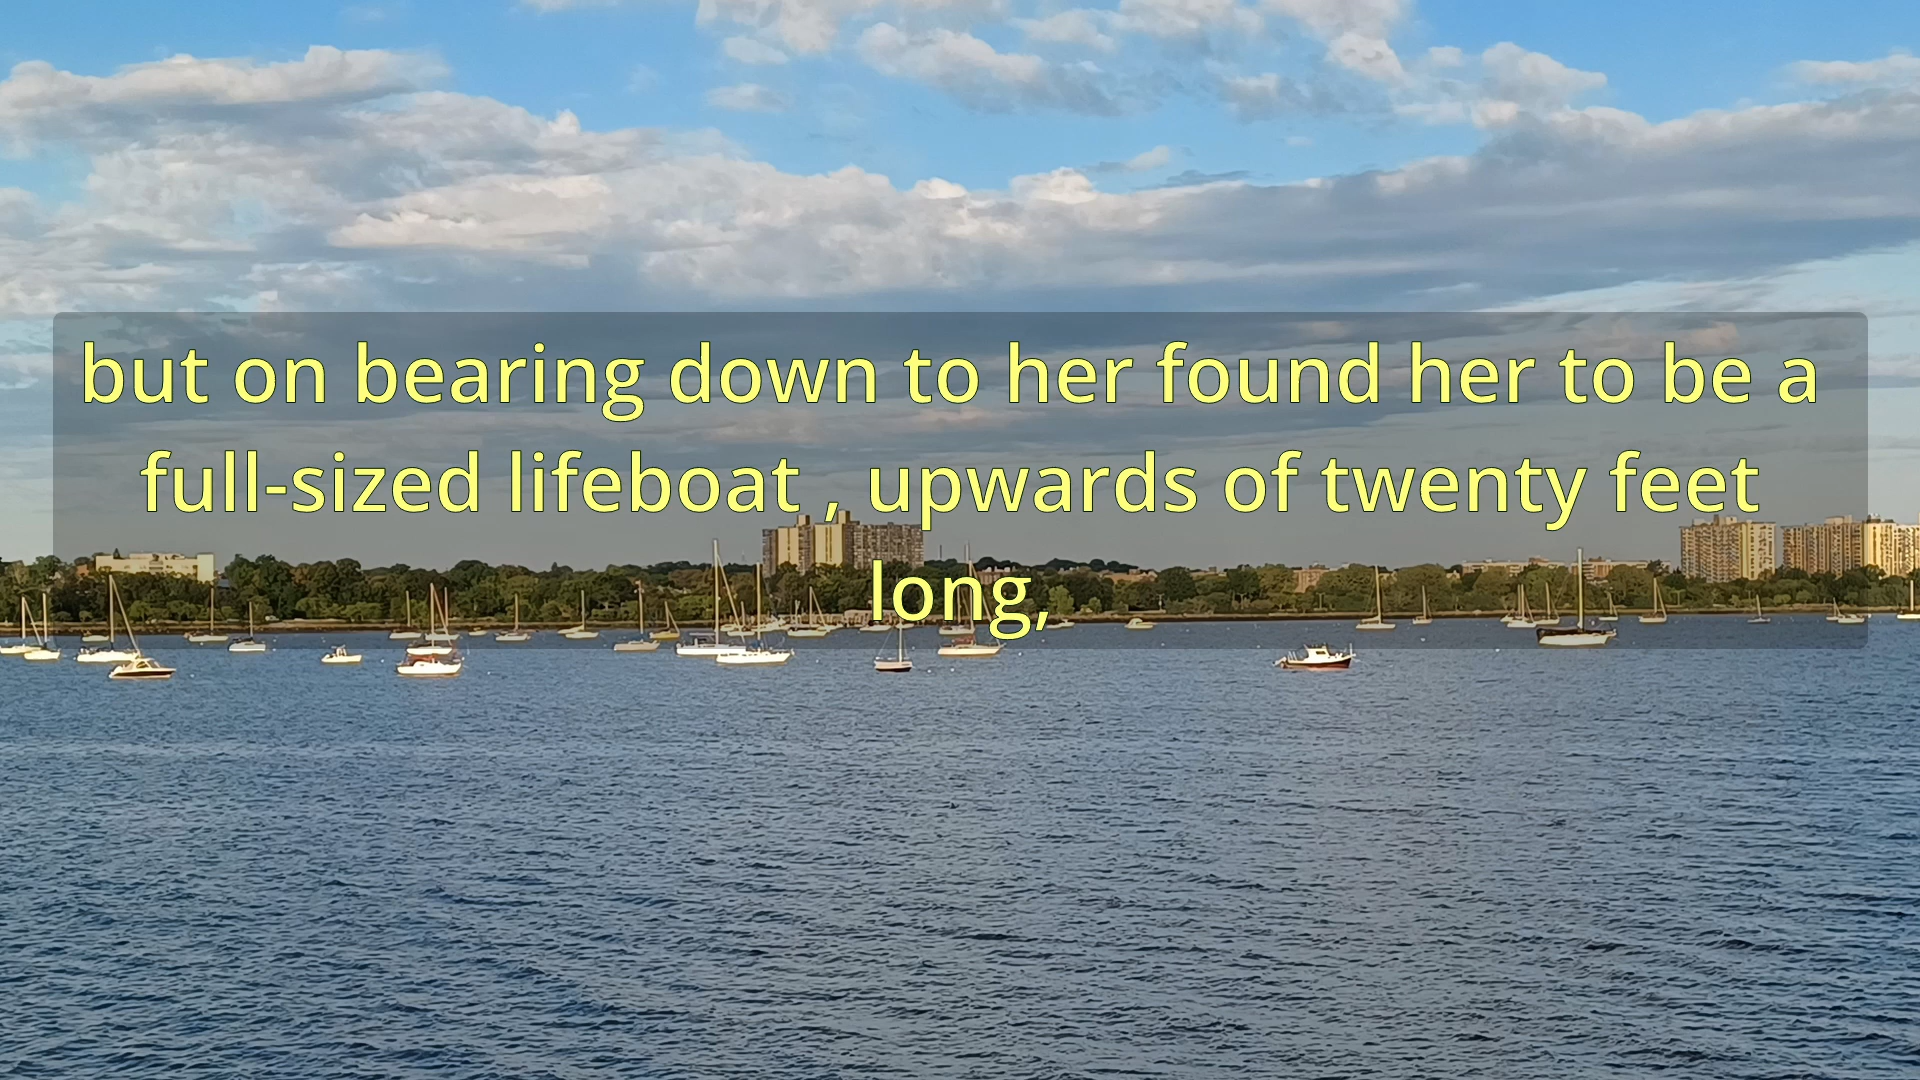 but on bearing down to her found her to be a
full-sized lifeboat , upwards of twenty feet
long,